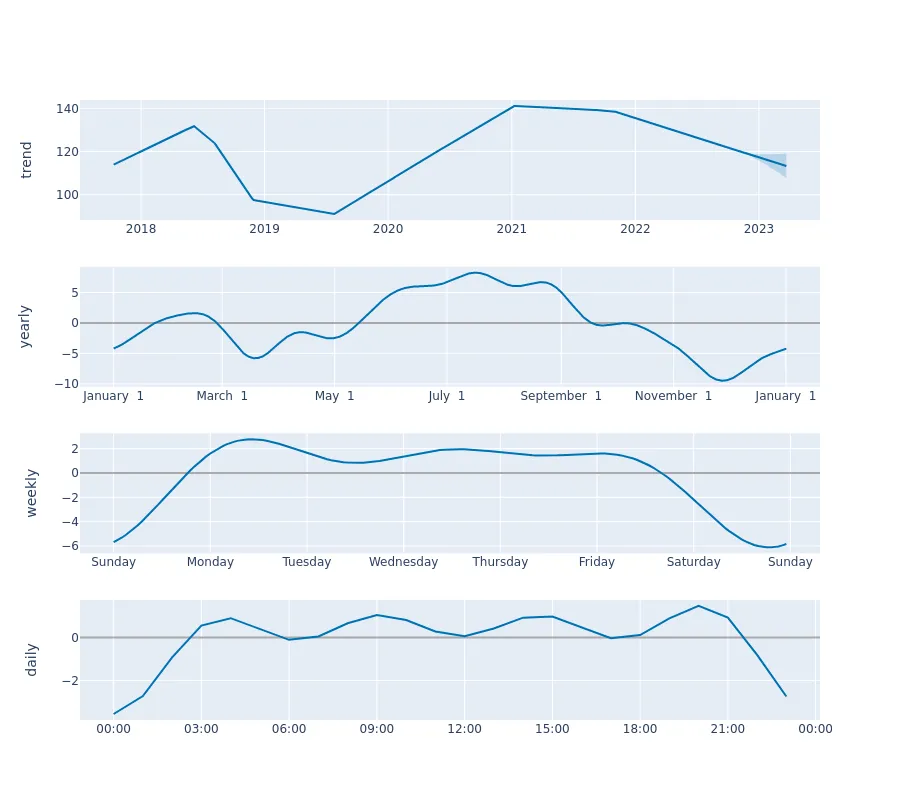 trend
140
120
100
2018 2019 2020 2021 2022 2023
yearly
5
0
−5
−10
January 1 March 1 May 1 July 1 September 1 November 1 January 1
weekly
2
0
−2
−4
−6
Sunday Monday Tuesday Wednesday Thursday Friday Saturday Sunday
daily
0
−2
00:00 03:00 06:00 09:00 12:00 15:00 18:00 21:00 00:00